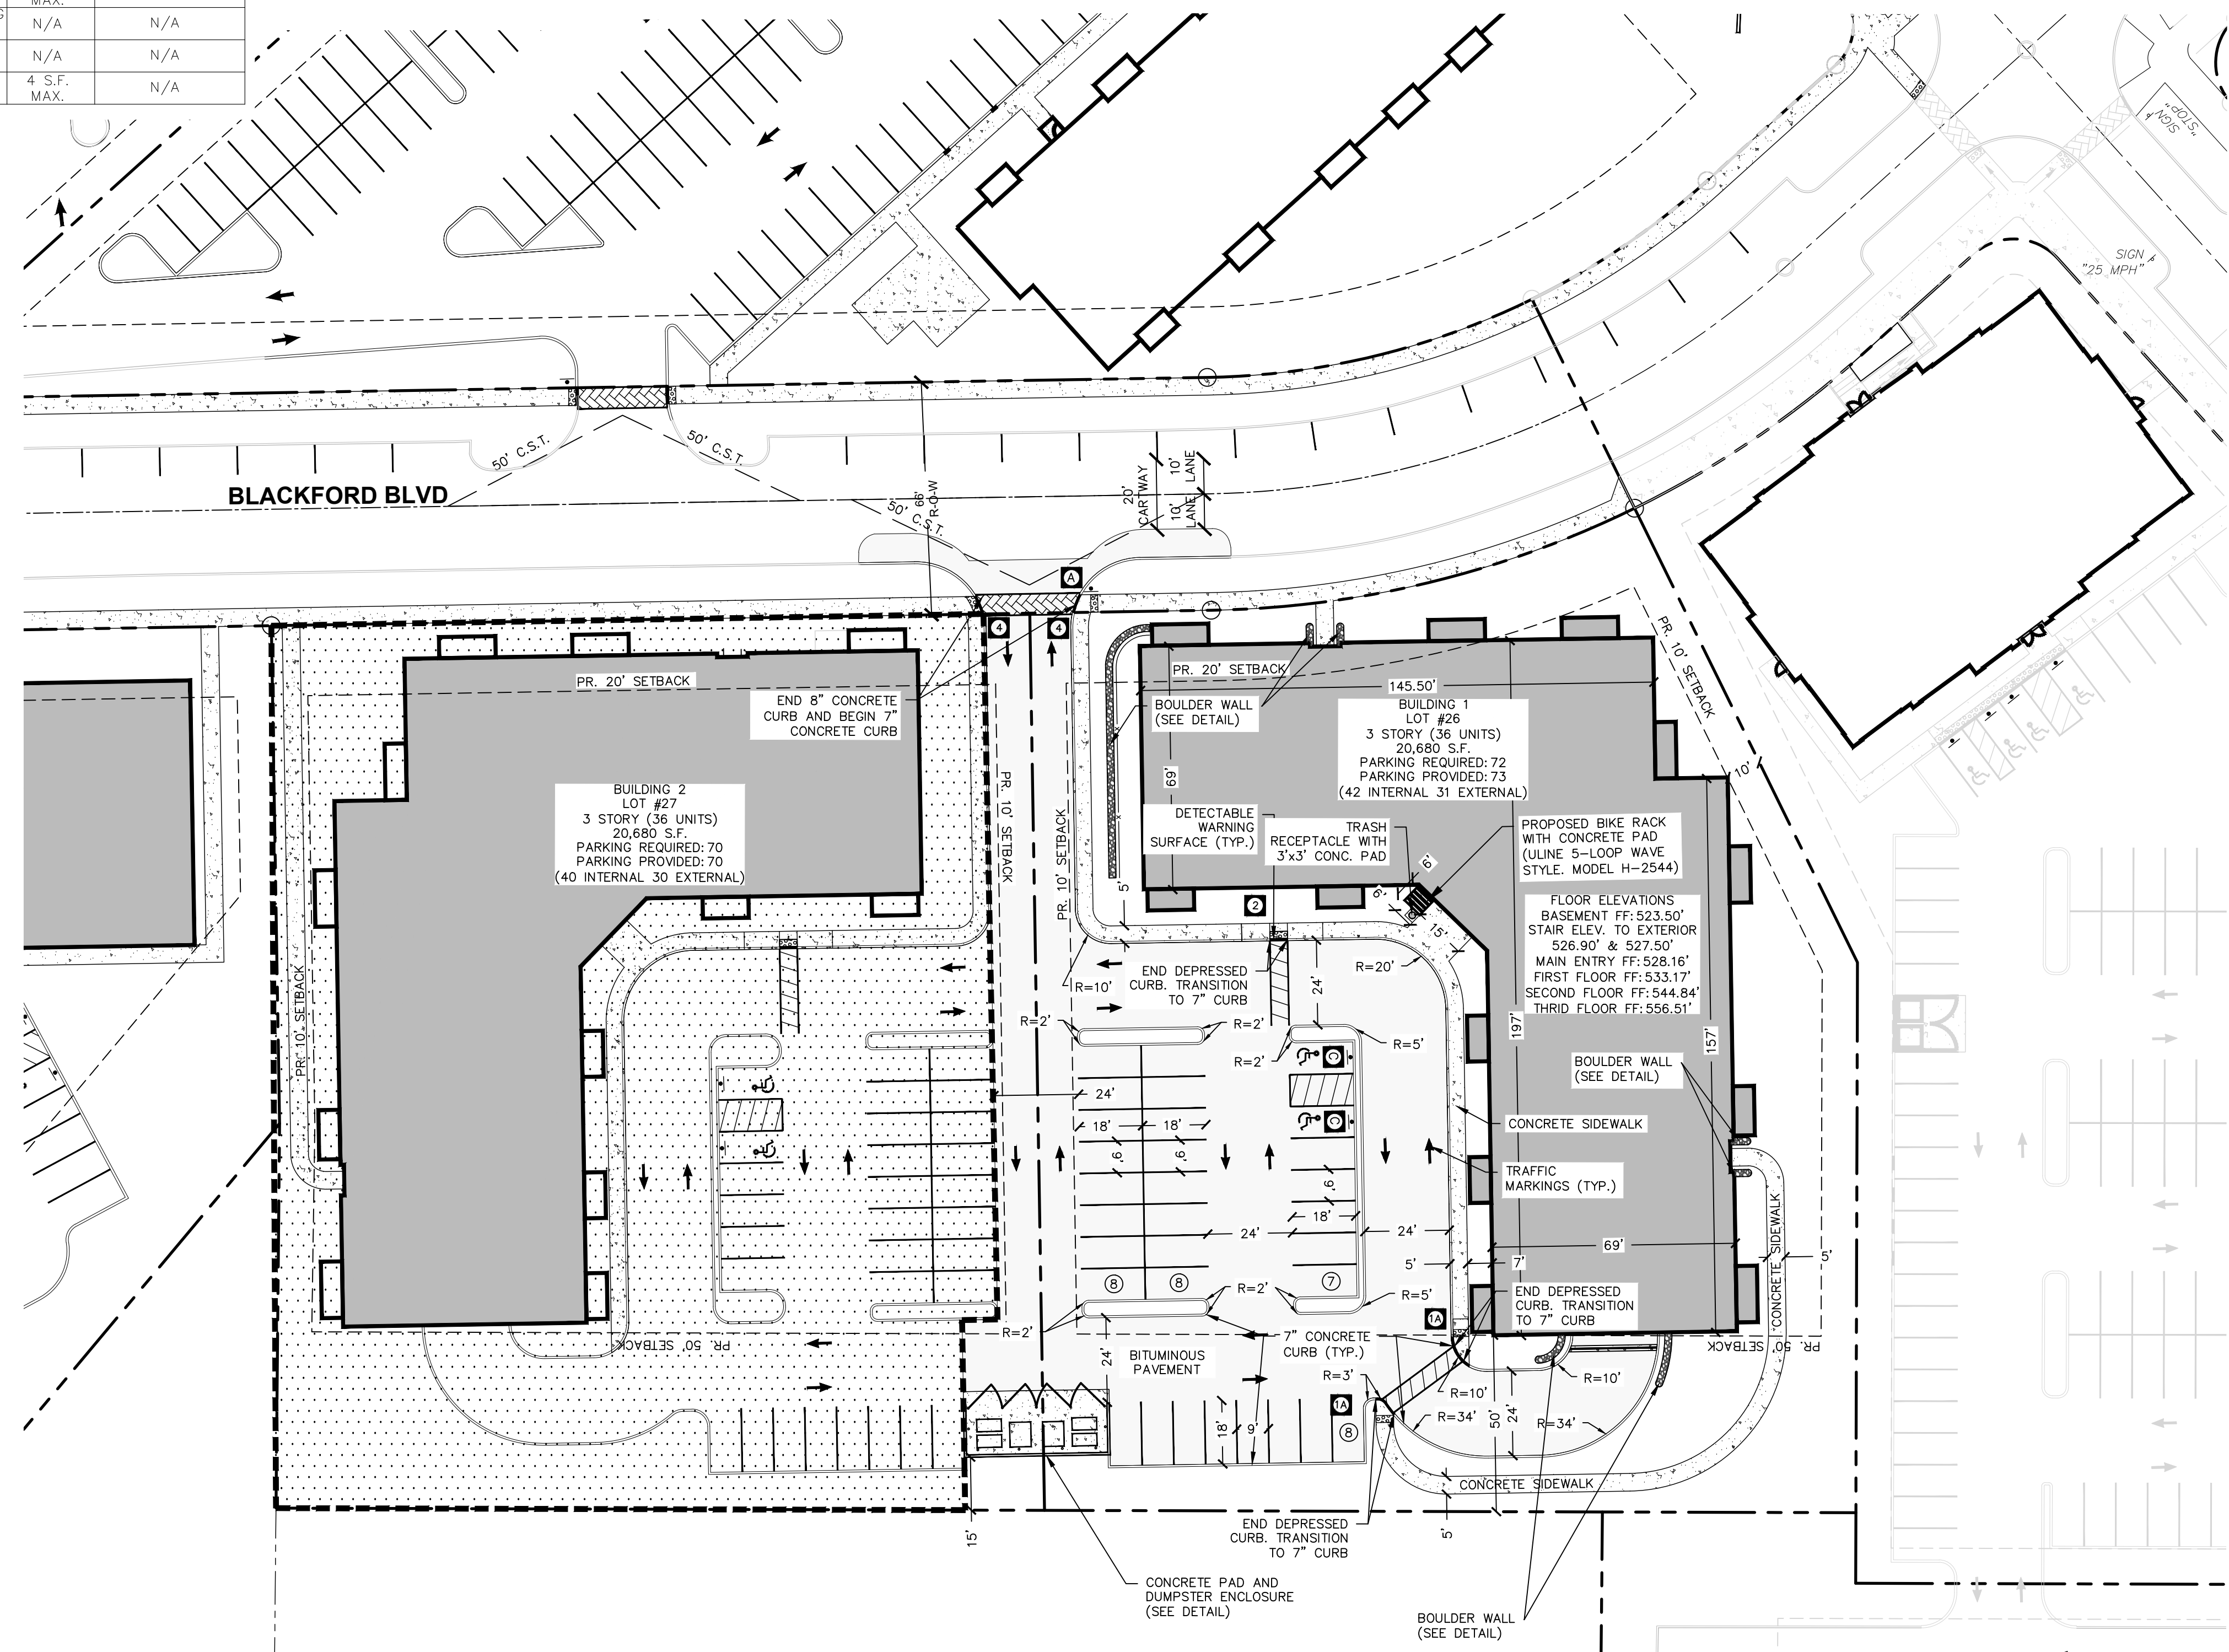 MAX.
G
N/A
N/A
N/A
N/A
4 S.F.
MAX.
N/A
SIGN
"STOP"
SIGN
"25 MPH"
50' C.S.T.
50' C.S.T.
BLACKFORD BLVD
66'
R-O-W
50' C.S.T.
20'
CARTWAY
10'
LANE
10'
LANE
A
4
4
PR. 20' SETBACK
PR. 20' SETBACK
PR. 10' SETBACK
END 8" CONCRETE
CURB AND BEGIN 7"
CONCRETE CURB
BOULDER WALL
(SEE DETAIL)
145.50'
BUILDING 1
LOT #26
3 STORY (36 UNITS)
20,680 S.F.
PARKING REQUIRED: 72
PARKING PROVIDED: 73
(42 INTERNAL 31 EXTERNAL)
10'
69'
BUILDING 2
LOT #27
3 STORY (36 UNITS)
20,680 S.F.
PARKING REQUIRED: 70
PARKING PROVIDED: 70
(40 INTERNAL 30 EXTERNAL)
PR. 10' SETBACK
PR. 10' SETBACK
DETECTABLE
WARNING
SURFACE (TYP.)
TRASH
RECEPTACLE WITH
3'x3' CONC. PAD
PROPOSED BIKE RACK
WITH CONCRETE PAD
(ULINE 5-LOOP WAVE
STYLE. MODEL H-2544)
6'
6'
5'
2
15'
FLOOR ELEVATIONS
BASEMENT FF: 523.50'
STAIR ELEV. TO EXTERIOR
526.90' & 527.50'
MAIN ENTRY FF: 528.16'
FIRST FLOOR FF: 533.17'
SECOND FLOOR FF: 544.84'
THRID FLOOR FF: 556.51'
PR. 10' SETBACK
R=10'
END DEPRESSED
CURB. TRANSITION
TO 7" CURB
R=20'
24'
R=2'
R=2'
R=2'
R=5'
197'
157'
C
C
BOULDER WALL
(SEE DETAIL)
24'
18'
18'
9'
9'
9'
CONCRETE SIDEWALK
TRAFFIC
MARKINGS (TYP.)
18'
24'
24'
69'
5'
7'
CONCRETE SIDEWALK
5'
8
8
7
R=2'
R=5'
END DEPRESSED
CURB. TRANSITION
TO 7" CURB
1A
R=2'
7" CONCRETE
CURB (TYP.)
PR. 50' SETBACK
PR. 50' SETBACK
24'
BITUMINOUS
PAVEMENT
R=3'
R=10'
R=10'
1A
18'
9'
8
R=34'
50'
24'
R=34'
CONCRETE SIDEWALK
15'
END DEPRESSED
CURB. TRANSITION
TO 7" CURB
5'
CONCRETE PAD AND
DUMPSTER ENCLOSURE
(SEE DETAIL)
BOULDER WALL
(SEE DETAIL)